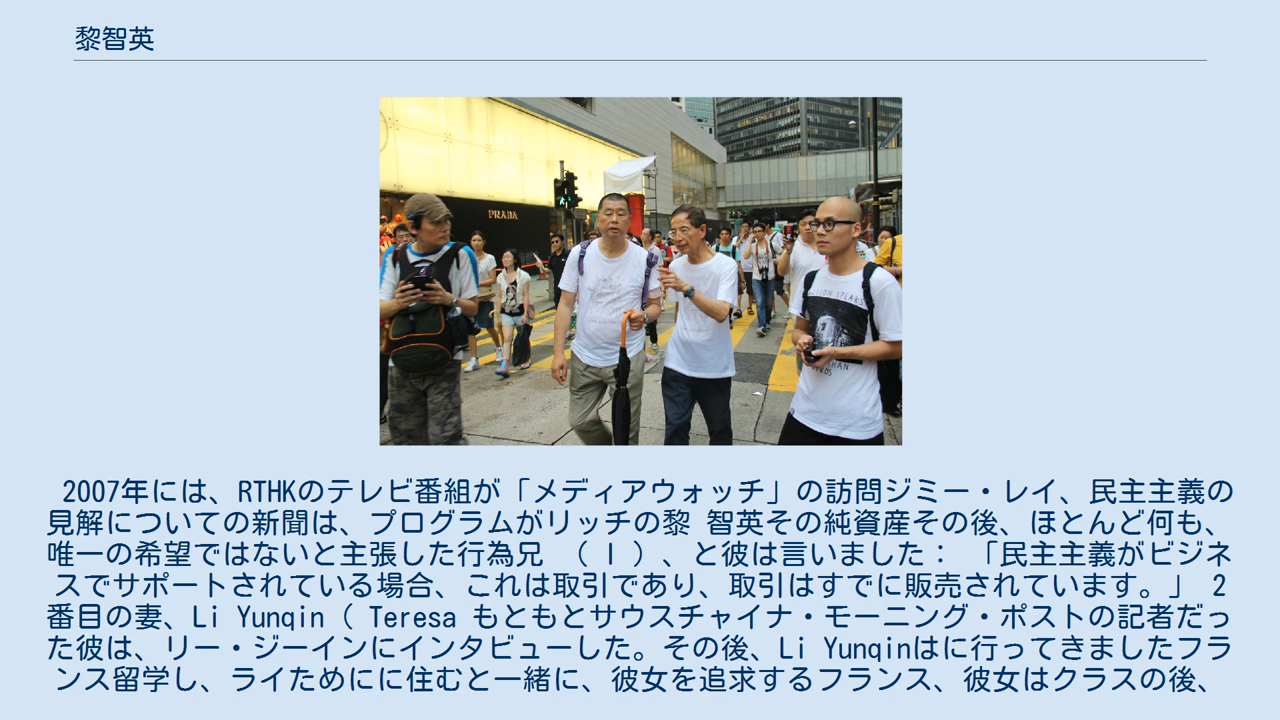 黎智英
PRADA
2007年には、RTHKのテレビ番組が「メディアウォッチ」の訪問ジミー・レイ、民主主義の
見解についての新聞は、プログラムがリッチの黎 智英その純資産その後、ほとんど何も、
唯一の希望ではないと主張した行為兄 （ I ）、と彼は言いました： 「民主主義がビジネ
スでサポートされている場合、これは取引であり、取引はすでに販売されています。」 2
番目の妻、Li Yunqin（ Teresa もともとサウスチャイナ・モーニング・ポストの記者だっ
た彼は、リー・ジーインにインタビューした。その後、Li Yunqinはに行ってきましたフラ
ンス留学し、ライためにに住むと一緒に、彼女を追求するフランス、彼女はクラスの後、